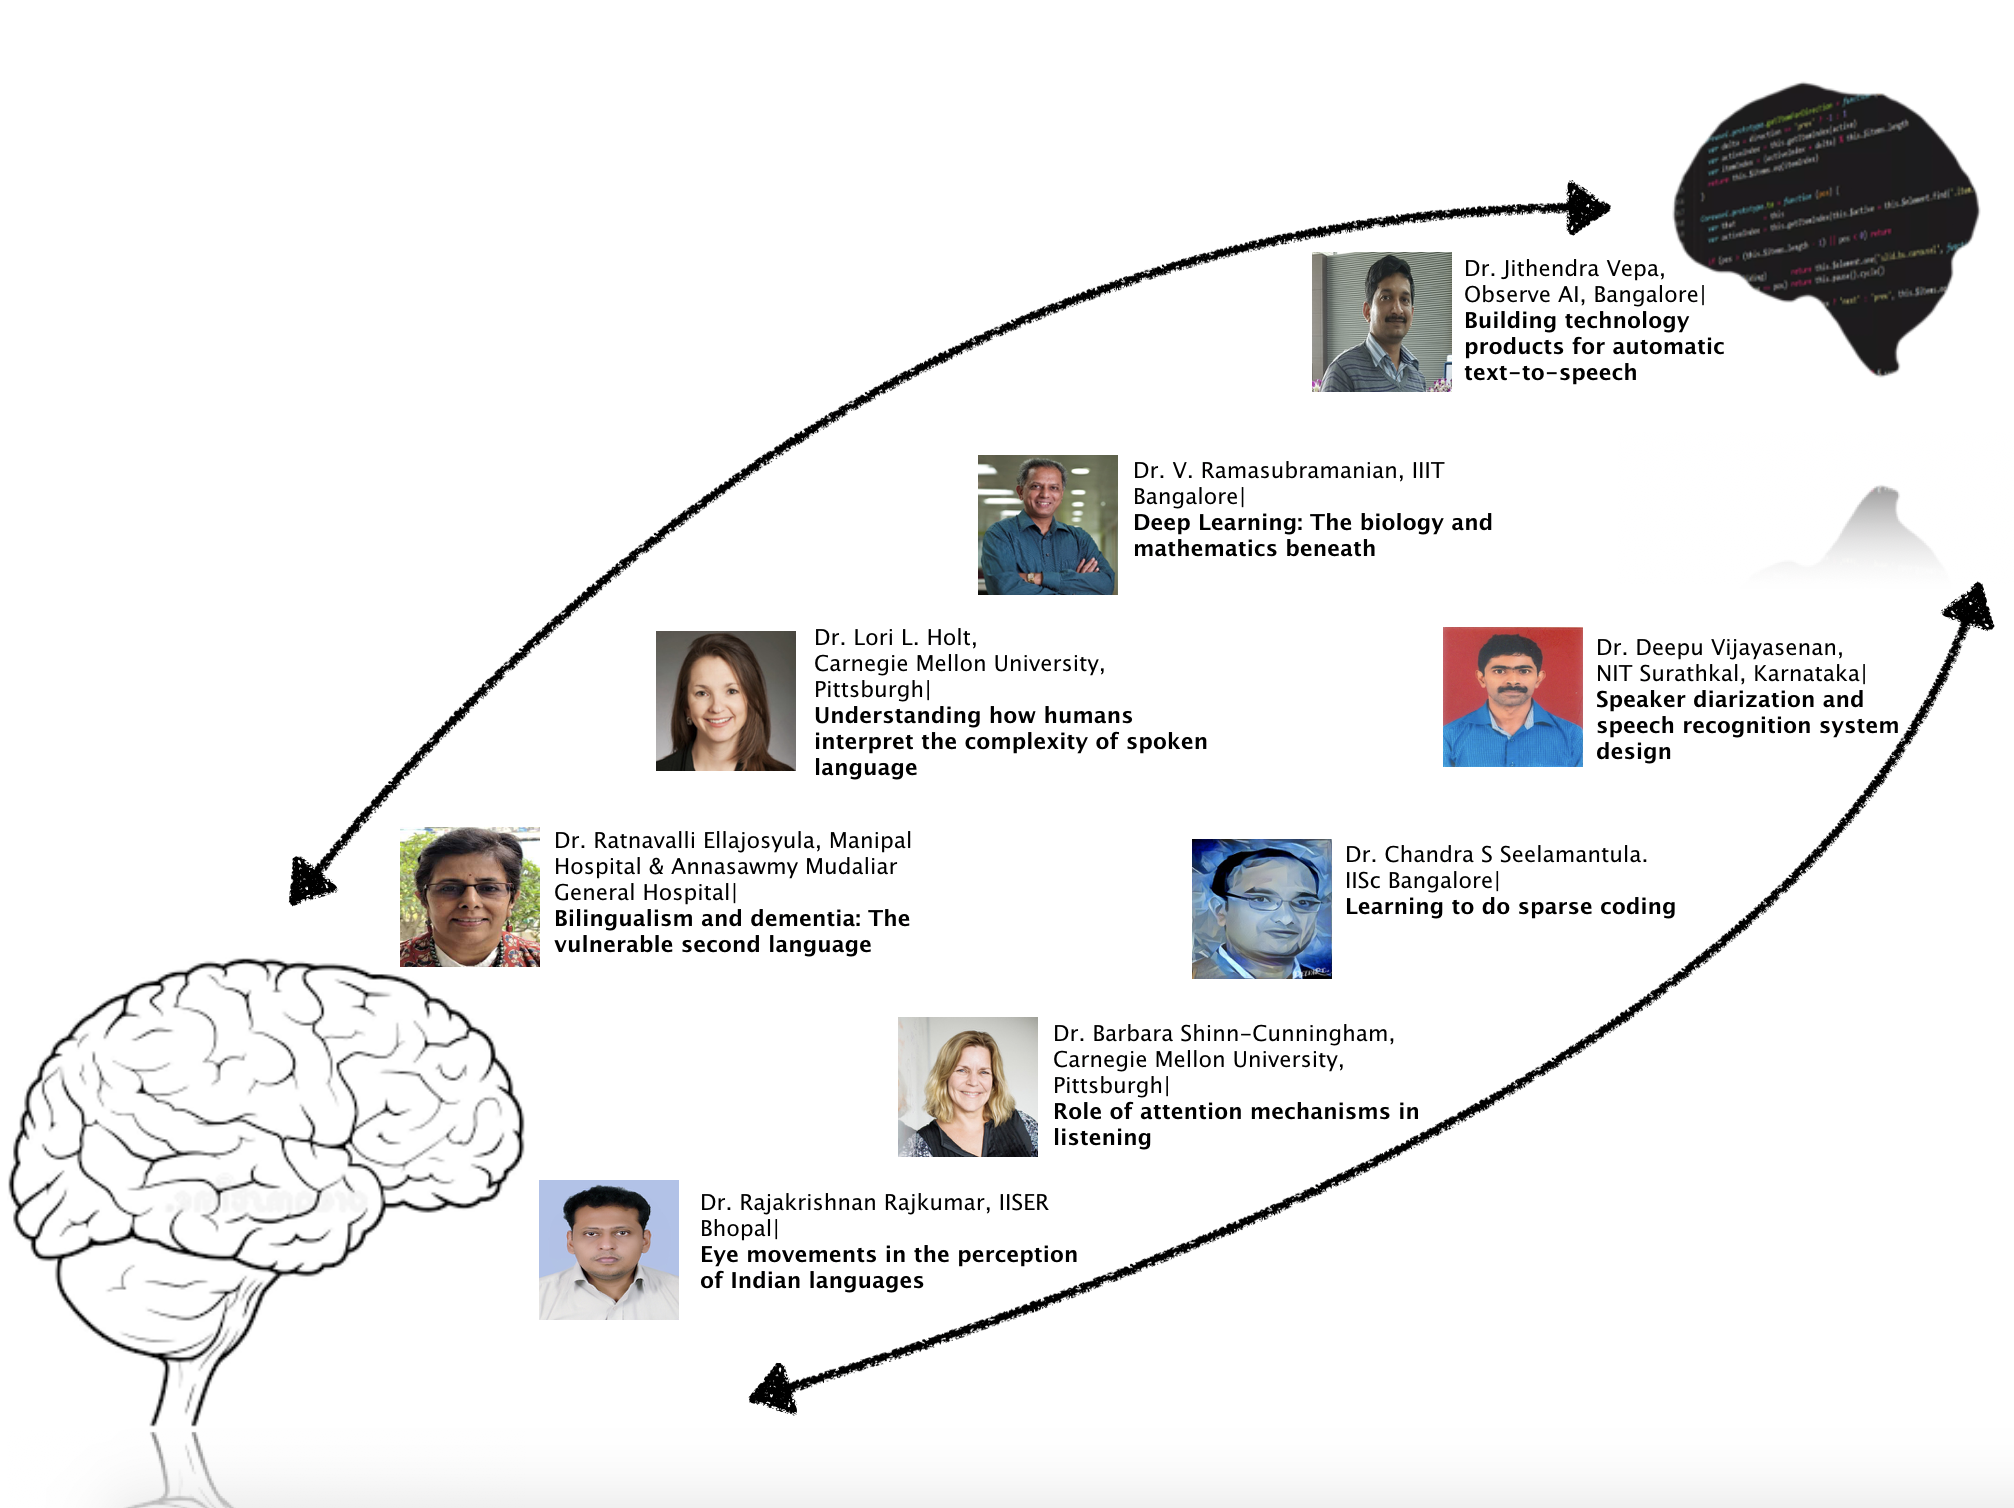 Dr. Jithendra Vepa,
Observe AI, Bangalore|
Building technology
products for automatic
text-to-speech
Dr. V. Ramasubramanian, IIIT
Bangalore|
Deep Learning: The biology and
mathematics beneath
Dr. Lori L. Holt,
Carnegie Mellon University,
Pittsburgh|
Understanding how humans
interpret the complexity of spoken
language
Dr. Deepu Vijayasenan,
NIT Surathkal, Karnataka|
Speaker diarization and
speech recognition system
design
Dr. Ratnavalli Ellajosyula, Manipal
Hospital & Annasawmy Mudaliar
General Hospital|
Bilingualism and dementia: The
vulnerable second language
Dr. Chandra S Seelamantula.
IISc Bangalore|
Learning to do sparse coding
Dr. Barbara Shinn-Cunningham,
Carnegie Mellon University,
Pittsburgh|
Role of attention mechanisms in
listening
Dr. Rajakrishnan Rajkumar, IISER
Bhopal|
Eye movements in the perception
of Indian languages